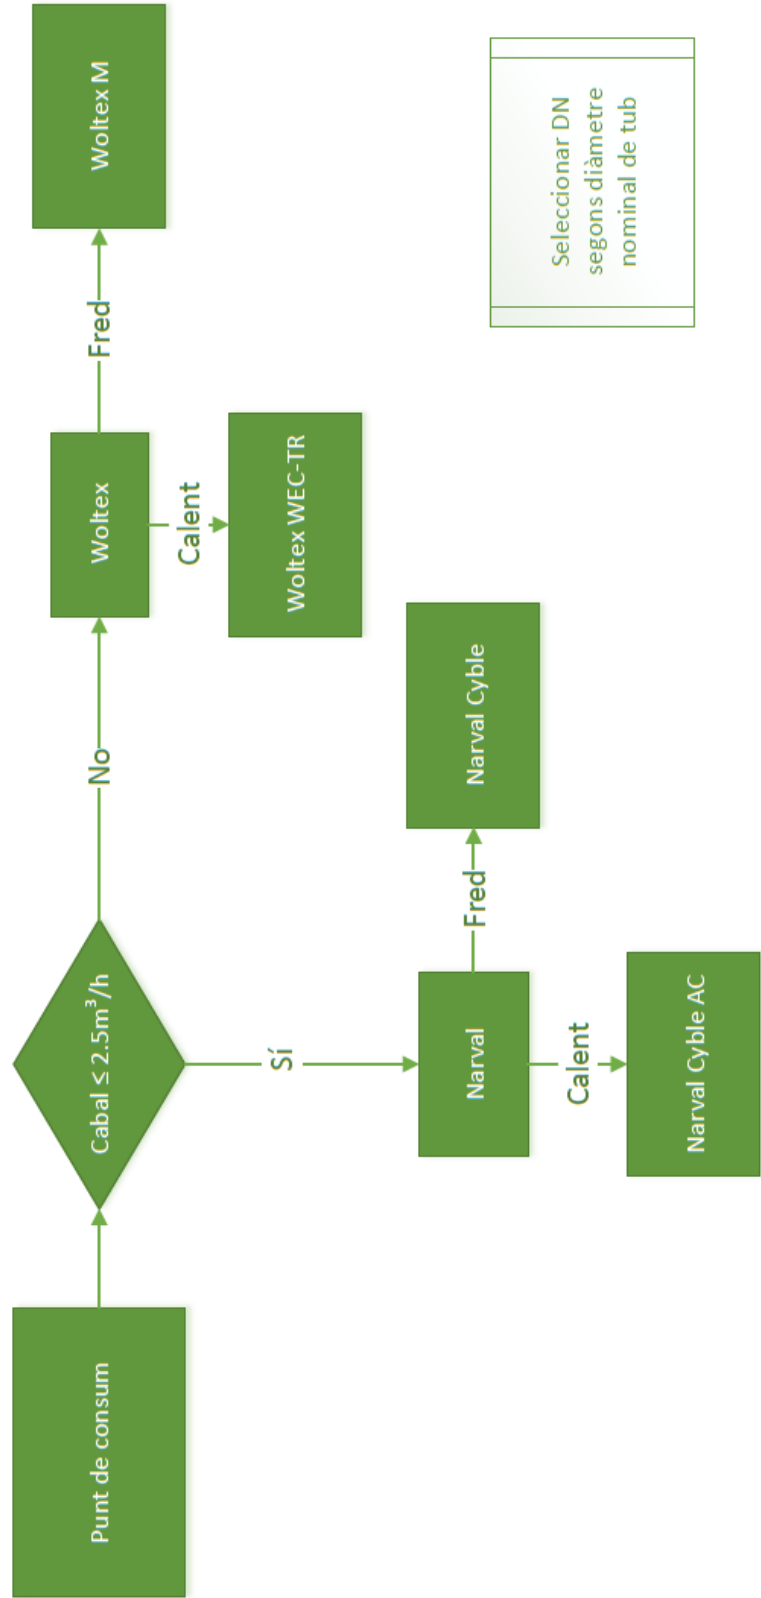 Punt de consum
Cabal ≤ 2.5m³/h
No
Woltex
Fred
Woltex M
Calent
Woltex WEC-TR
Sí
Narval
Fred
Narval Cyble
Calent
Narval Cyble AC
Seleccionar DN
segons diàmetre
nominal de tub